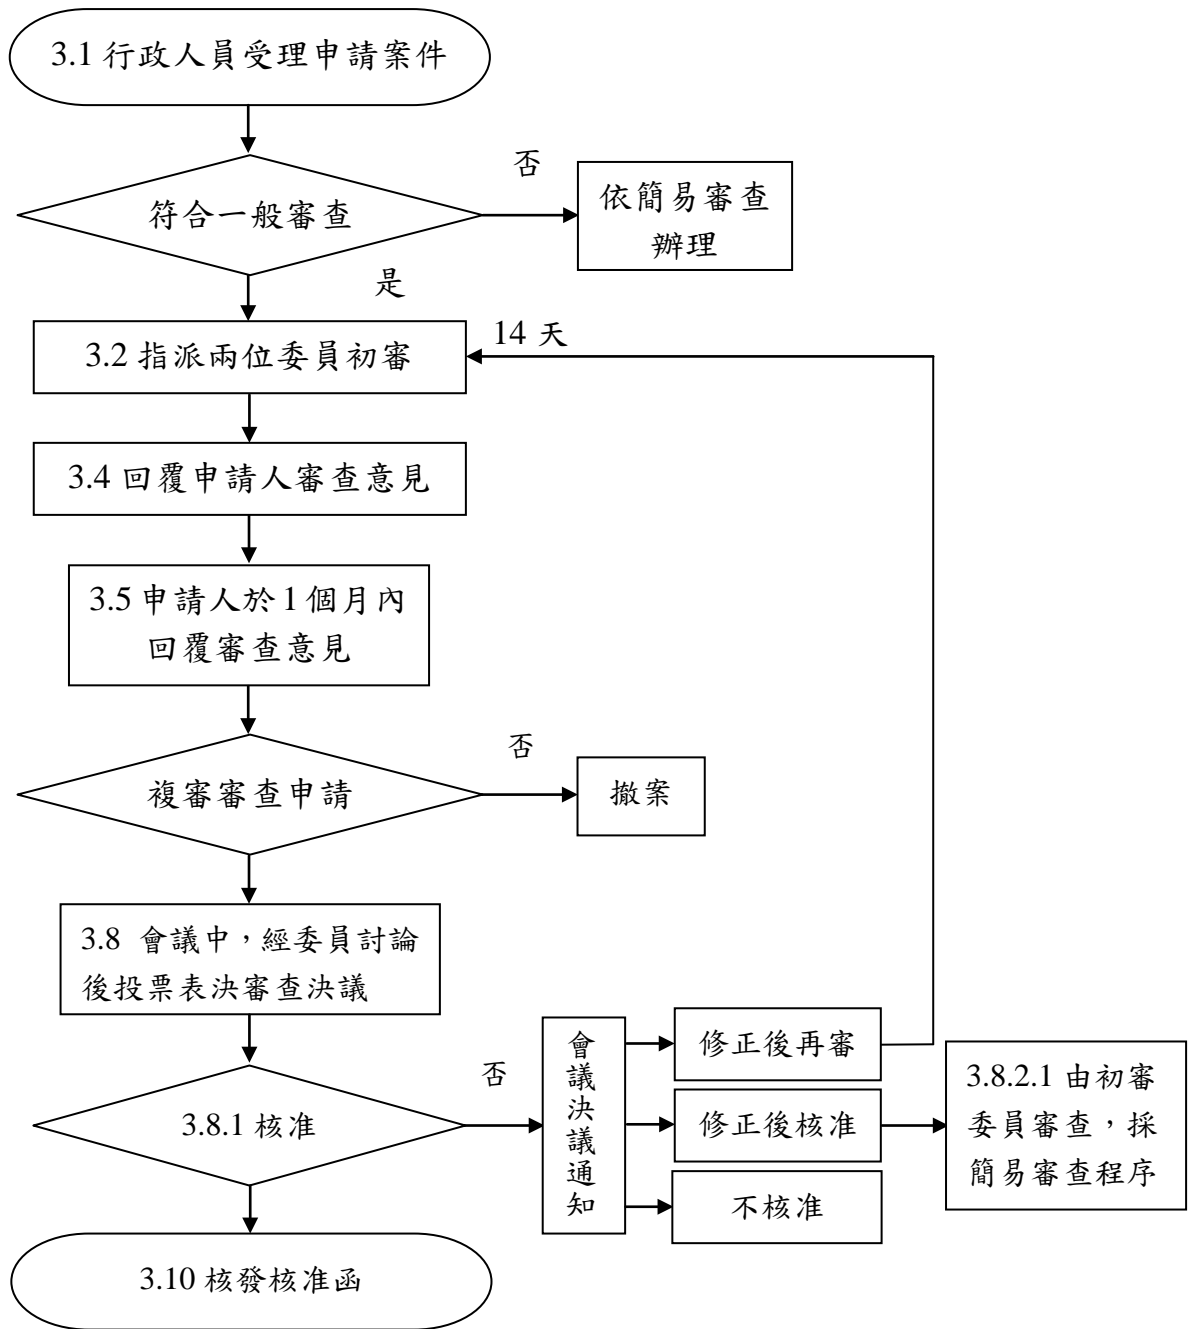 3.1 行政人員受理申請案件
符合一般審查
否
依簡易審查
辦理
是
3.2 指派兩位委員初審
14 天
3.4 回覆申請人審查意見
3.5 申請人於 1 個月內
回覆審查意見
複審審查申請
否
撤案
3.8 會議中，經委員討論
後投票表決審查決議
3.8.1 核准
否
會議決議通知
修正後再審
修正後核准
不核准
3.8.2.1 由初審
委員審查，採
簡易審查程序
3.10 核發核准函